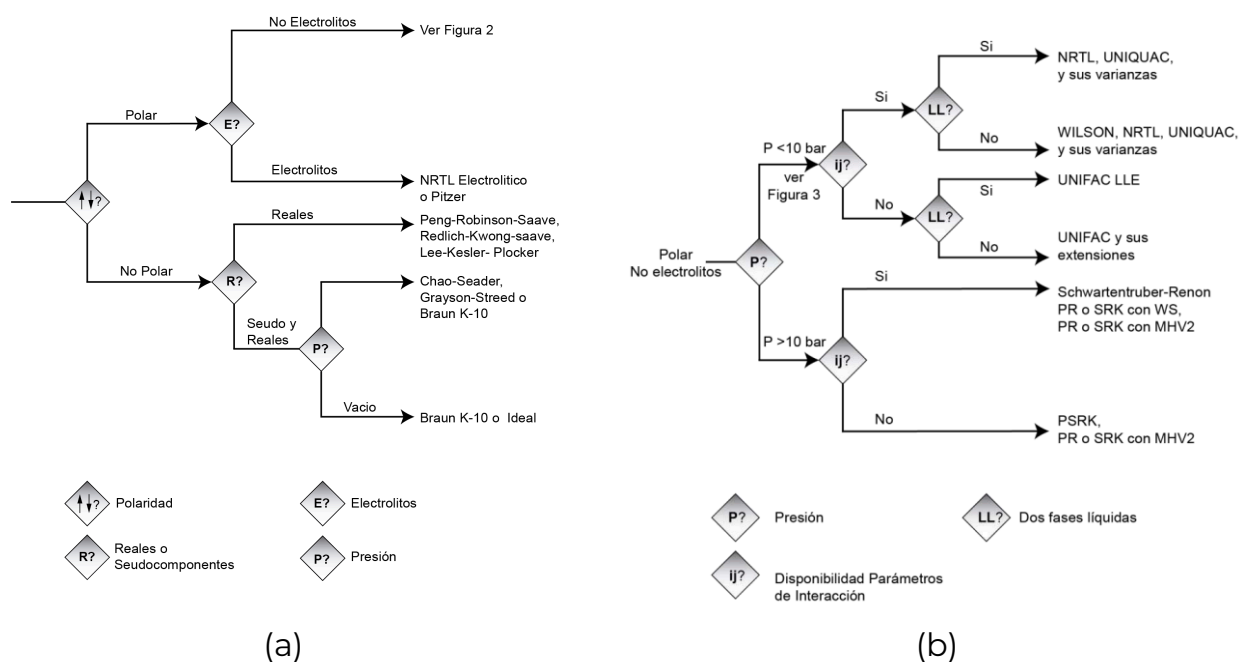 No Electrolitos
Ver Figura 2
Polar
E?
Electrolitos
NRTL Electrolitico
o Pitzer
?
Reales
Peng-Robinson-Saave,
Redlich-Kwong-saave,
Lee-Kesler- Plocker
No Polar
R?
Chao-Seader,
Grayson-Streed o
Braun K-10
Seudo y
Reales
P?
Vacio
Braun K-10 o Ideal
?
Polaridad
E?
Electrolitos
R?
Reales o
Seudocomponentes
P?
Presión
(a)
Si
NRTL, UNIQUAC,
y sus varianzas
Si
LL?
No
WILSON, NRTL, UNIQUAC,
y sus varianzas
P <10 bar
ver
Figura 3
ij?
Si
UNIFAC LLE
No
LL?
No
UNIFAC y sus
extensiones
Polar
No electrolitos
P?
Si
Schwartentruber-Renon
PR o SRK con WS,
PR o SRK con MHV2
P >10 bar
ij?
No
PSRK,
PR o SRK con MHV2
P?
Presión
LL?
Dos fases líquidas
ij?
Disponibilidad Parámetros
de Interacción
(b)